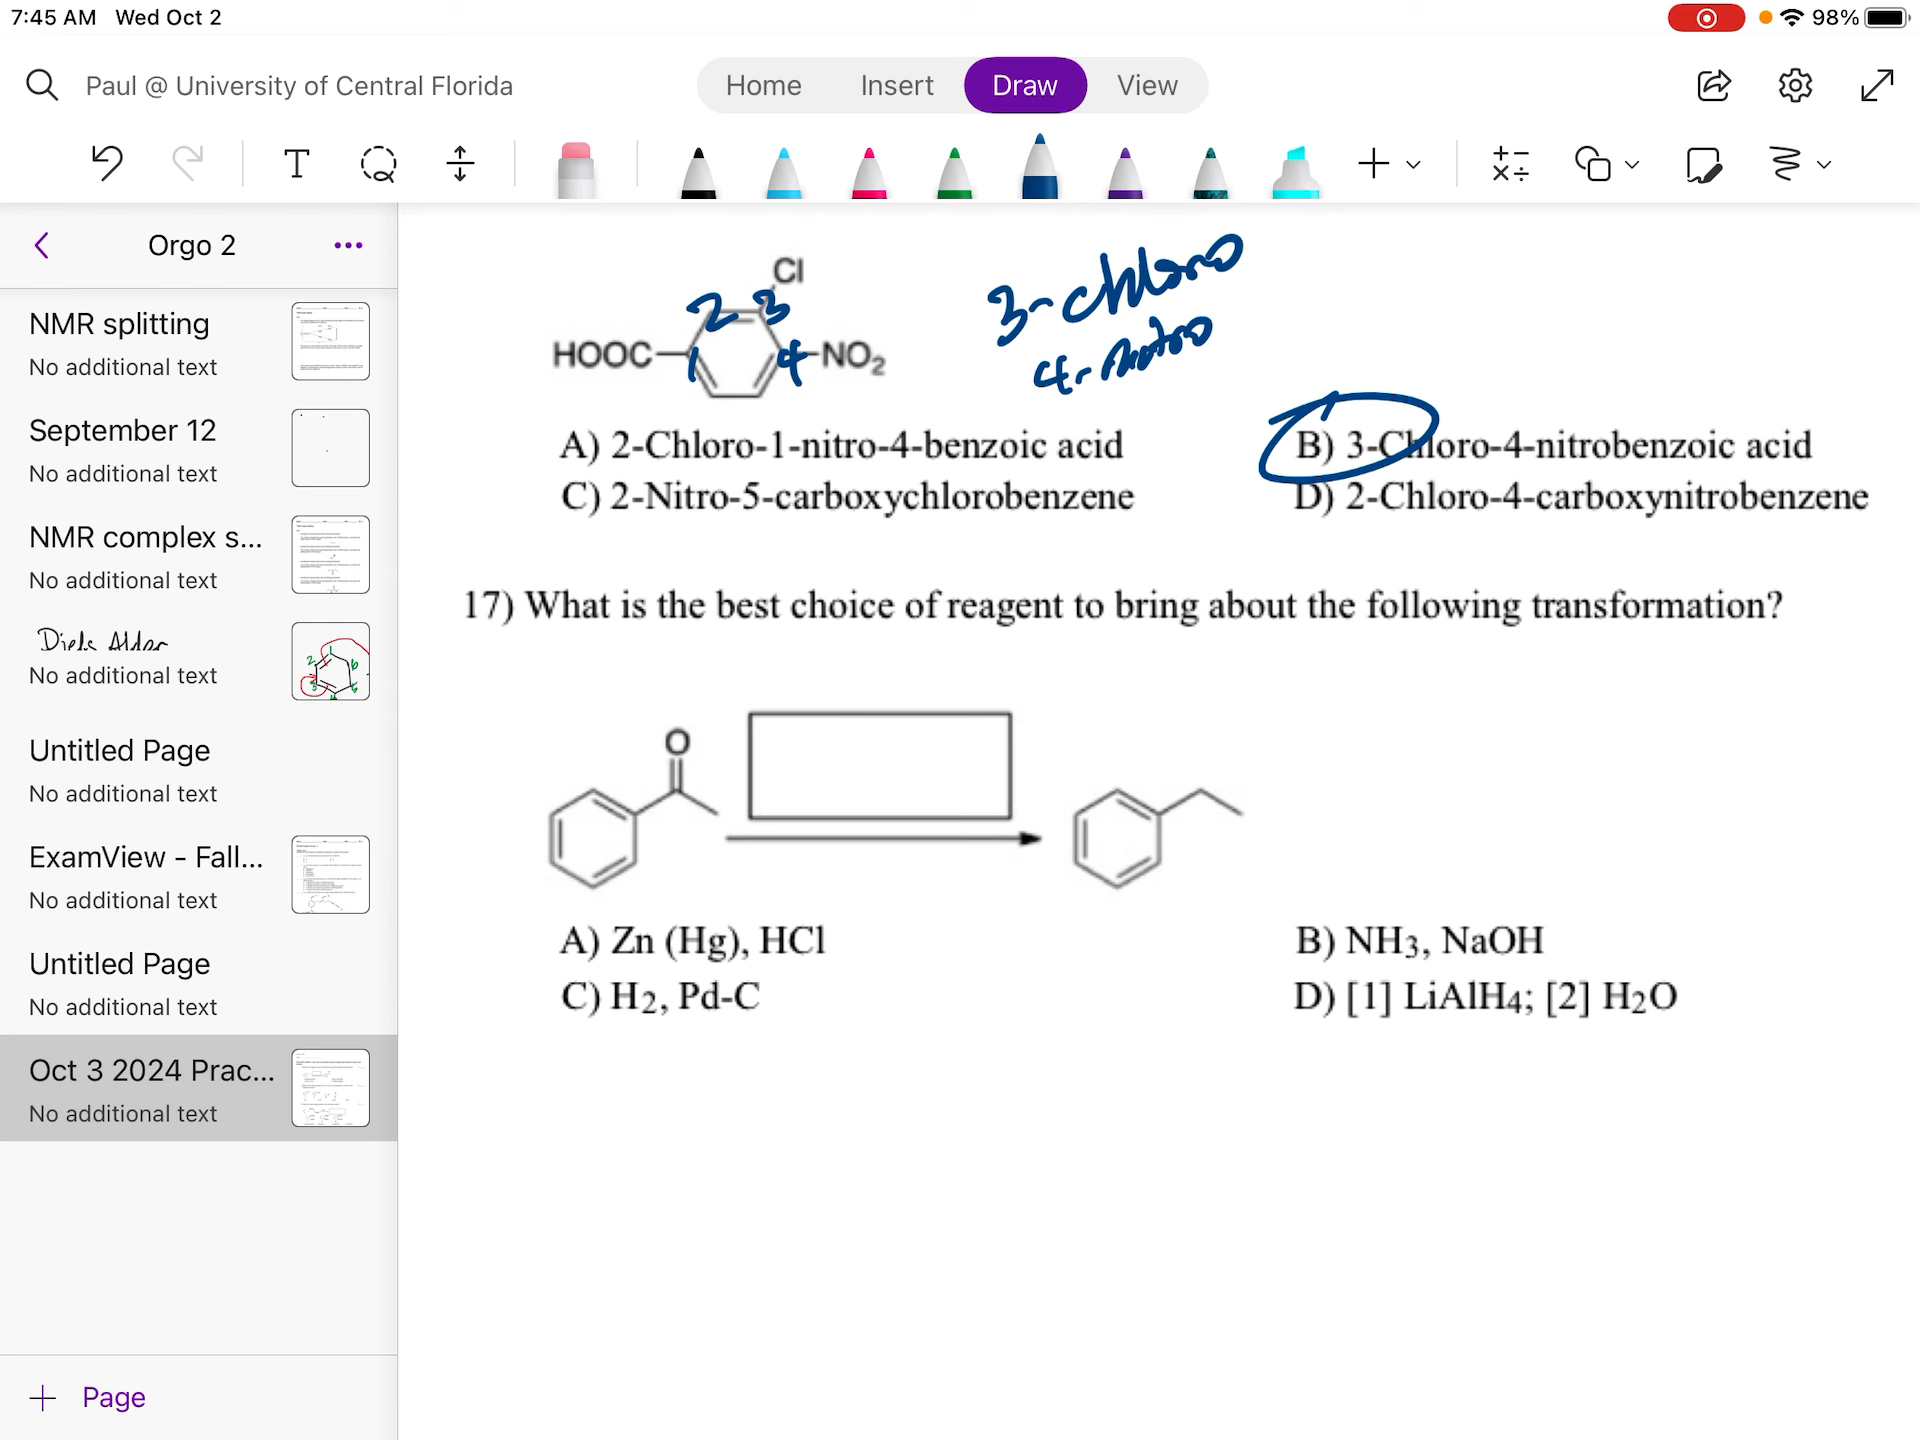 7:45 AM Wed Oct 2
98%
Paul @ University of Central Florida
Home Insert Draw View
T
Orgo 2
NMR splitting
No additional text
September 12
No additional text
NMR complex s...
No additional text
Diels Alder
No additional text
Untitled Page
No additional text
ExamView - Fall...
No additional text
Untitled Page
No additional text
Oct 3 2024 Prac...
No additional text
Page
Cl
2 3
HOOC 1 4 NO2
3-chloro
4-nitro
A) 2-Chloro-1-nitro-4-benzoic acid
B) 3-Chloro-4-nitrobenzoic acid
C) 2-Nitro-5-carboxychlorobenzene
D) 2-Chloro-4-carboxynitrobenzene
17) What is the best choice of reagent to bring about the following transformation?
O
A) Zn (Hg), HCl
B) NH3, NaOH
C) H2, Pd-C
D) [1] LiAlH4; [2] H2O